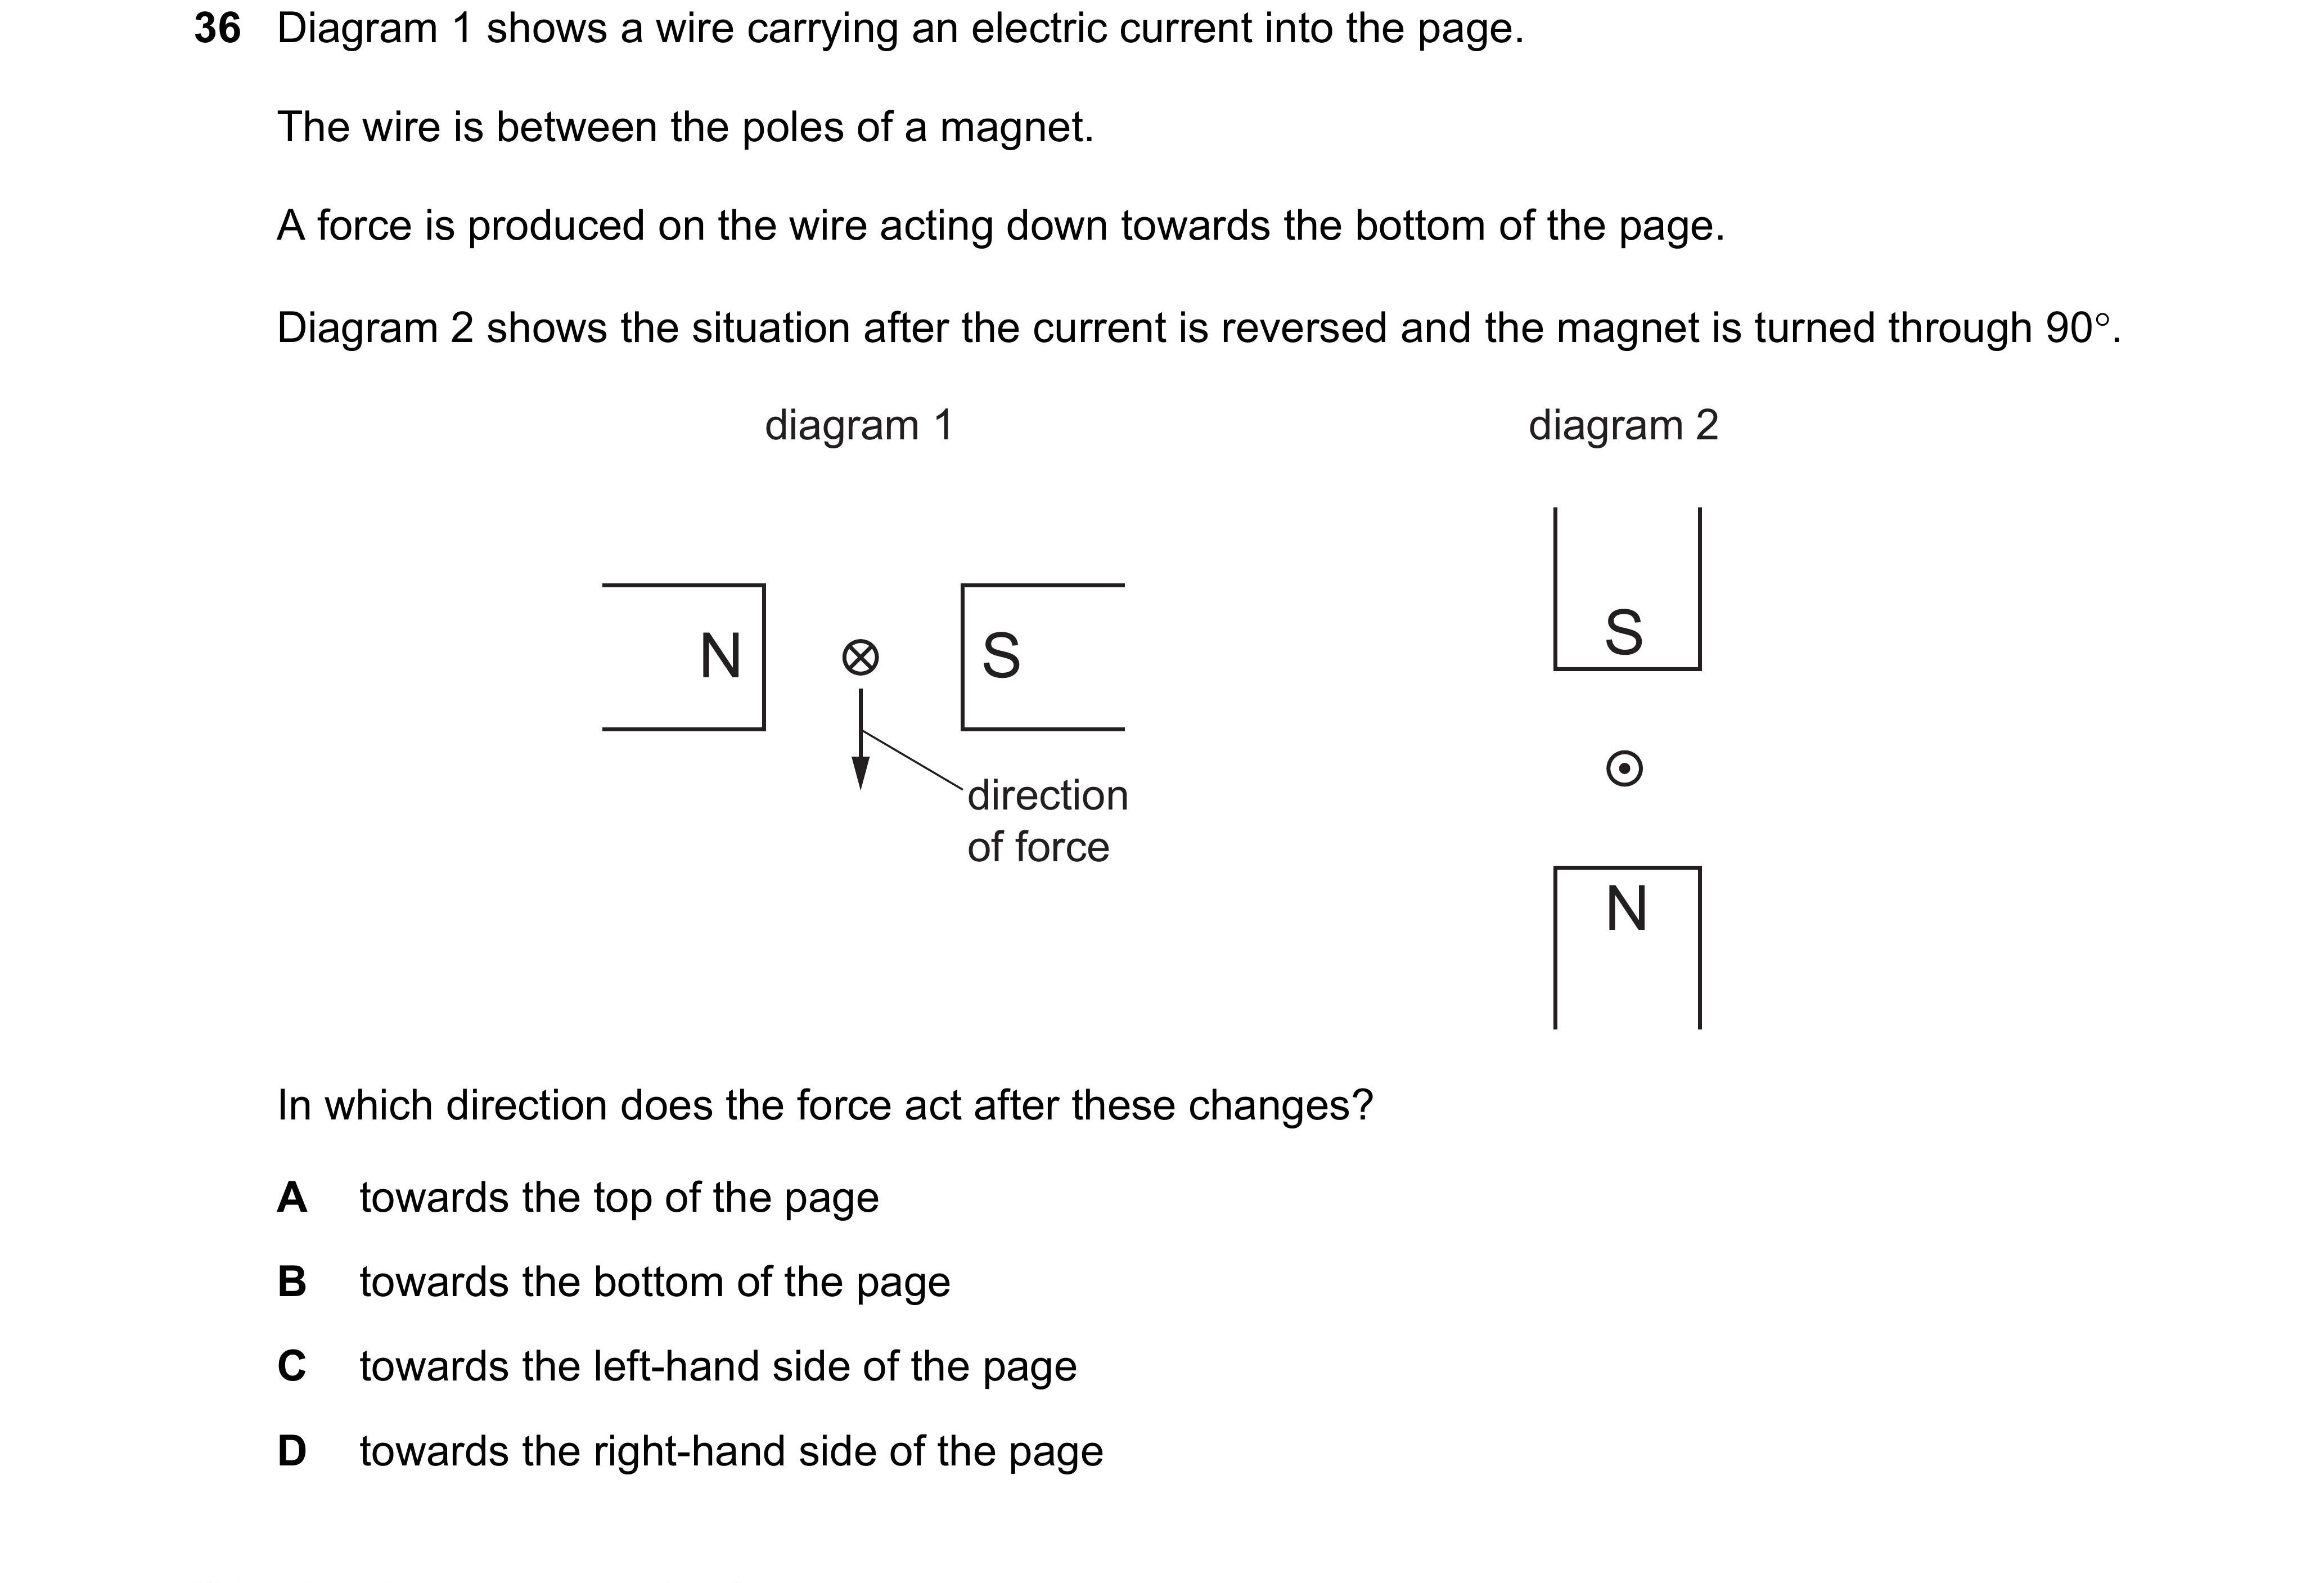 36 Diagram 1 shows a wire carrying an electric current into the page.
The wire is between the poles of a magnet.
A force is produced on the wire acting down towards the bottom of the page.
Diagram 2 shows the situation after the current is reversed and the magnet is turned through 90°.
diagram 1
diagram 2
N
S
direction
of force
S
N
In which direction does the force act after these changes?
A towards the top of the page
B towards the bottom of the page
C towards the left-hand side of the page
D towards the right-hand side of the page